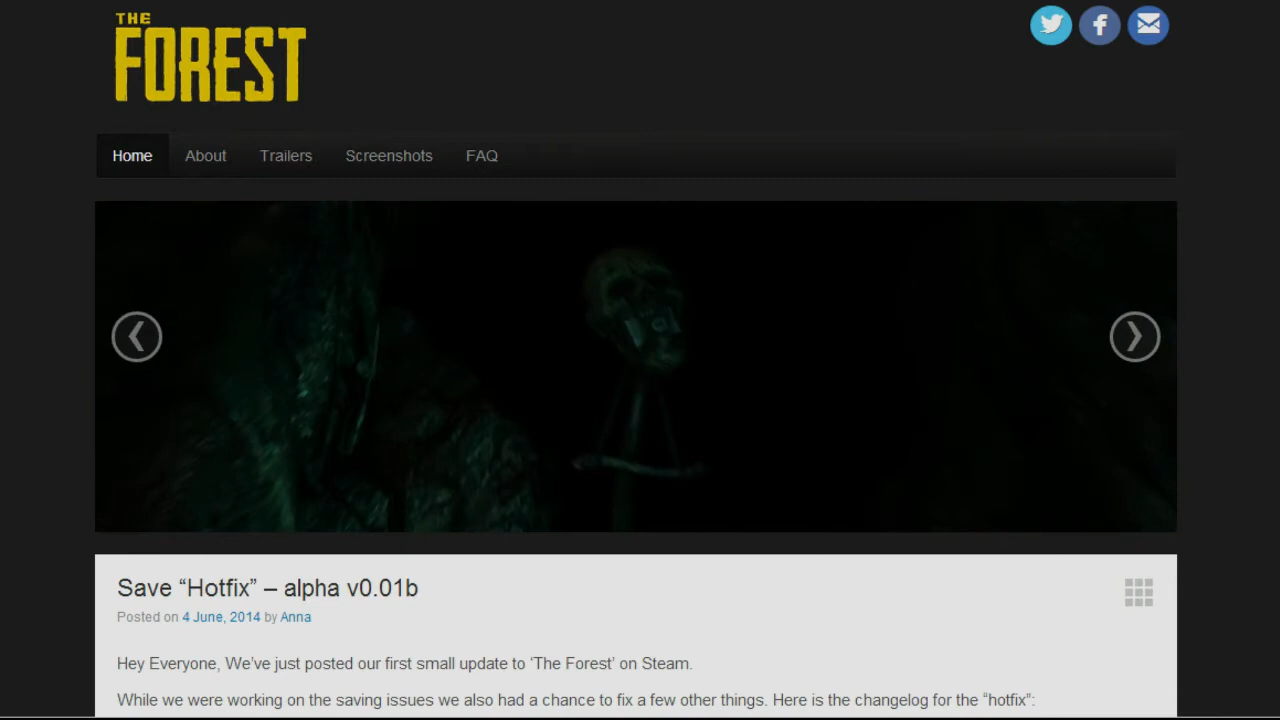 THE
FOREST
Home About Trailers Screenshots FAQ
Save “Hotfix” – alpha v0.01b
Posted on 4 June, 2014 by Anna
Hey Everyone, We’ve just posted our first small update to ‘The Forest’ on Steam.
While we were working on the saving issues we also had a chance to fix a few other things. Here is the changelog for the “hotfix”: